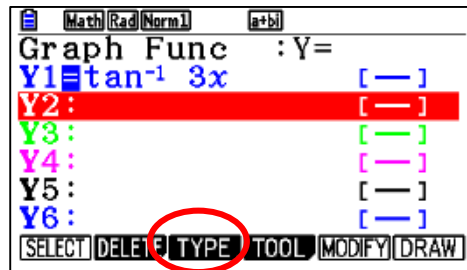 Math Rad Norm1 a+bi
Graph Func :Y=
Y1=tan⁻¹ 3x [—]
Y2: [—]
Y3: [—]
Y4: [—]
Y5: [—]
Y6: [—]
SELECT DELETE TYPE TOOL MODIFY DRAW